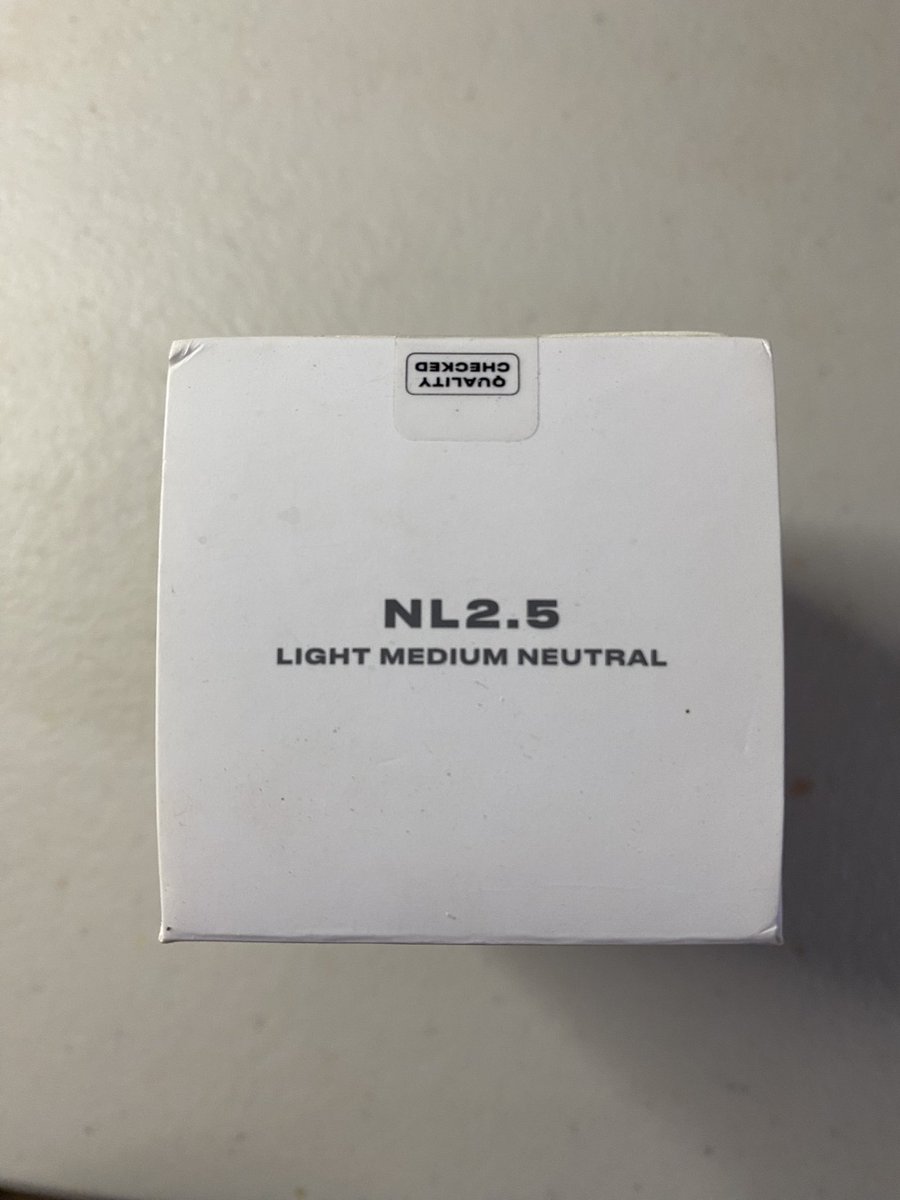 QUALITY
CHECKED
NL2.5
LIGHT MEDIUM NEUTRAL